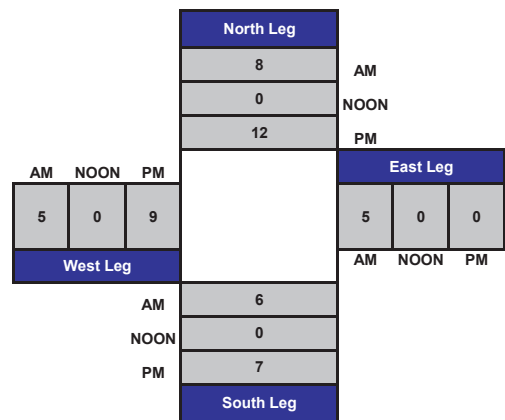 North Leg
8 AM
0 NOON
12 PM
AM NOON PM
East Leg
5 0 9
5 0 0
West Leg
AM NOON PM
AM 6
NOON 0
PM 7
South Leg